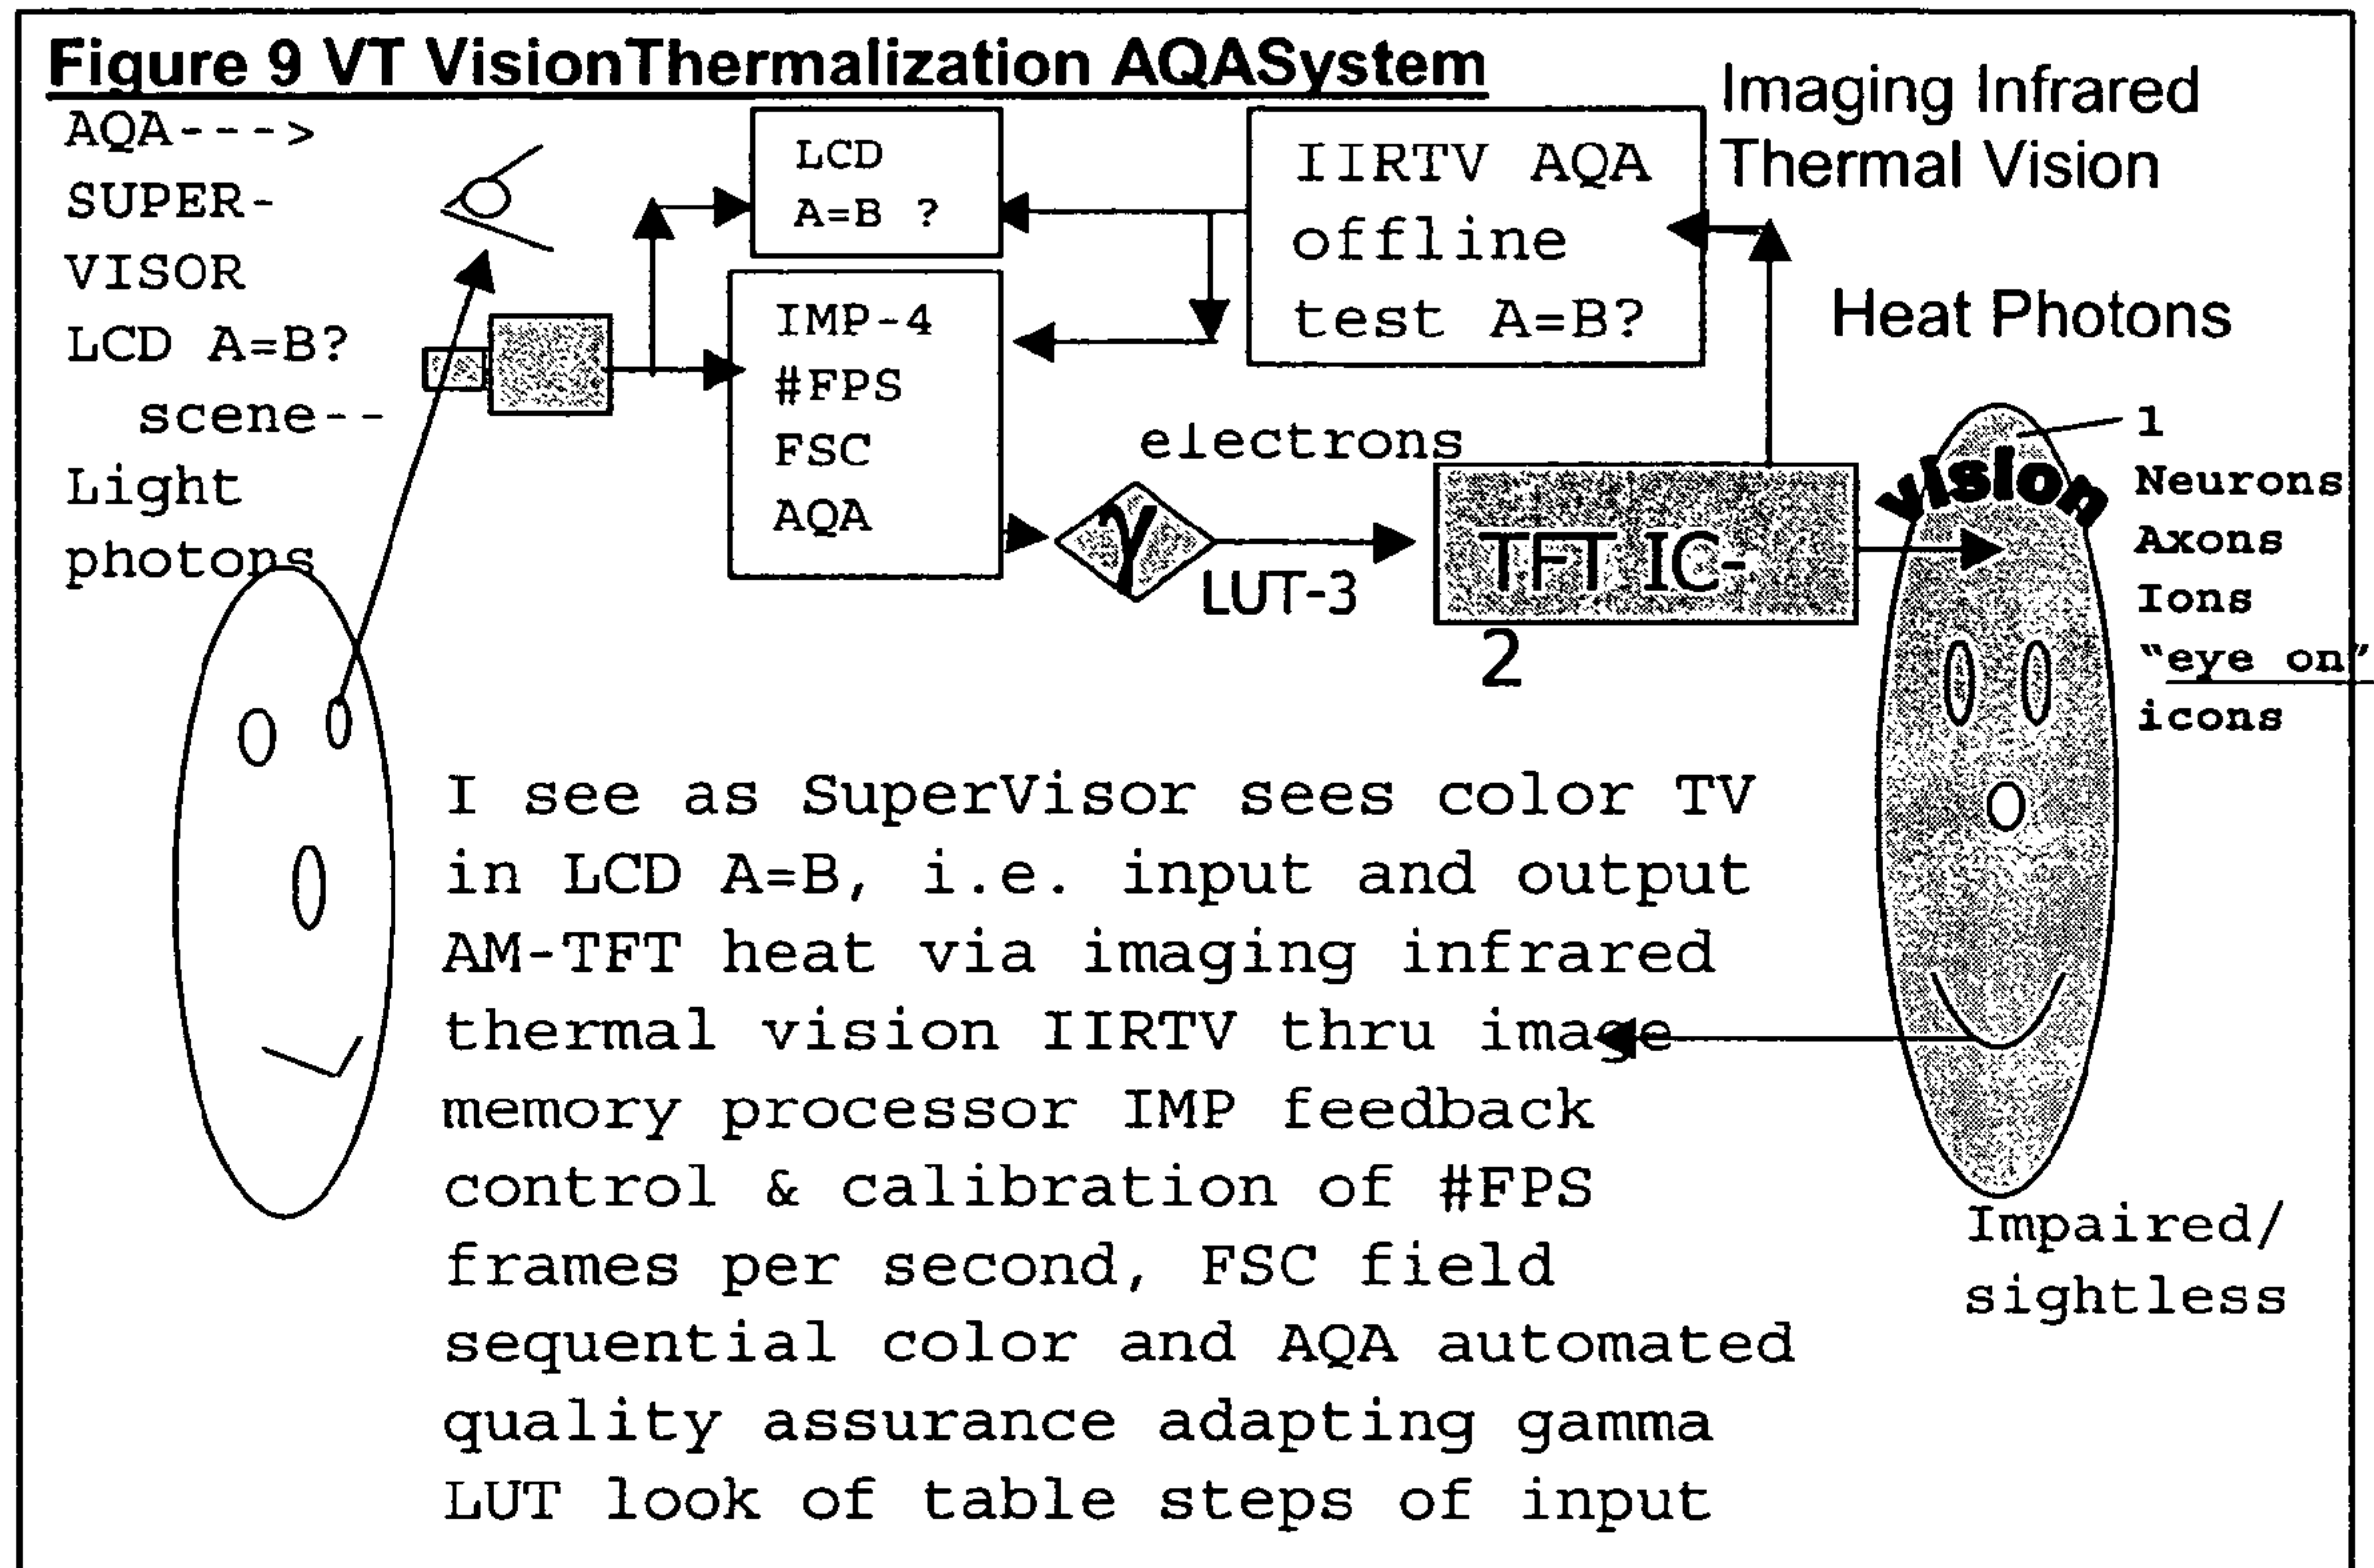 Figure 9 VT VisionThermalization AQASystem
AQA--->
SUPER-
VISOR
LCD A=B?
scene--
Light
photons
LCD
A=B ?
IMP-4
#FPS
FSC
AQA
IIRTV AQA
offline
test A=B?
Imaging Infrared
Thermal Vision
Heat Photons
electrons
γ
LUT-3
TFT IC-
2
vision
1
Neurons
Axons
Ions
"eye on"
icons
I see as SuperVisor sees color TV
in LCD A=B, i.e. input and output
AM-TFT heat via imaging infrared
thermal vision IIRTV thru image
memory processor IMP feedback
control & calibration of #FPS
frames per second, FSC field
sequential color and AQA automated
quality assurance adapting gamma
LUT look of table steps of input
Impaired/
sightless